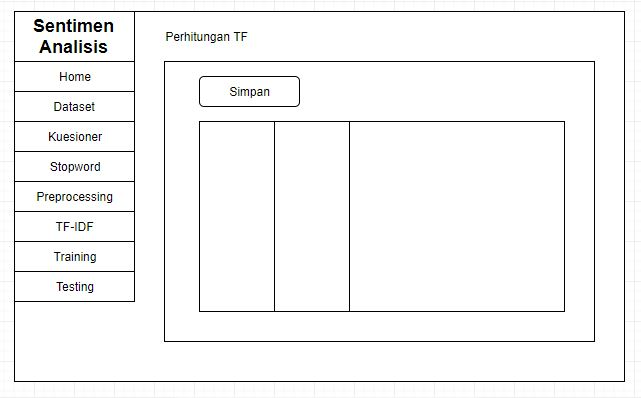 Sentimen
Analisis
Home
Dataset
Kuesioner
Stopword
Preprocessing
TF-IDF
Training
Testing
Perhitungan TF
Simpan